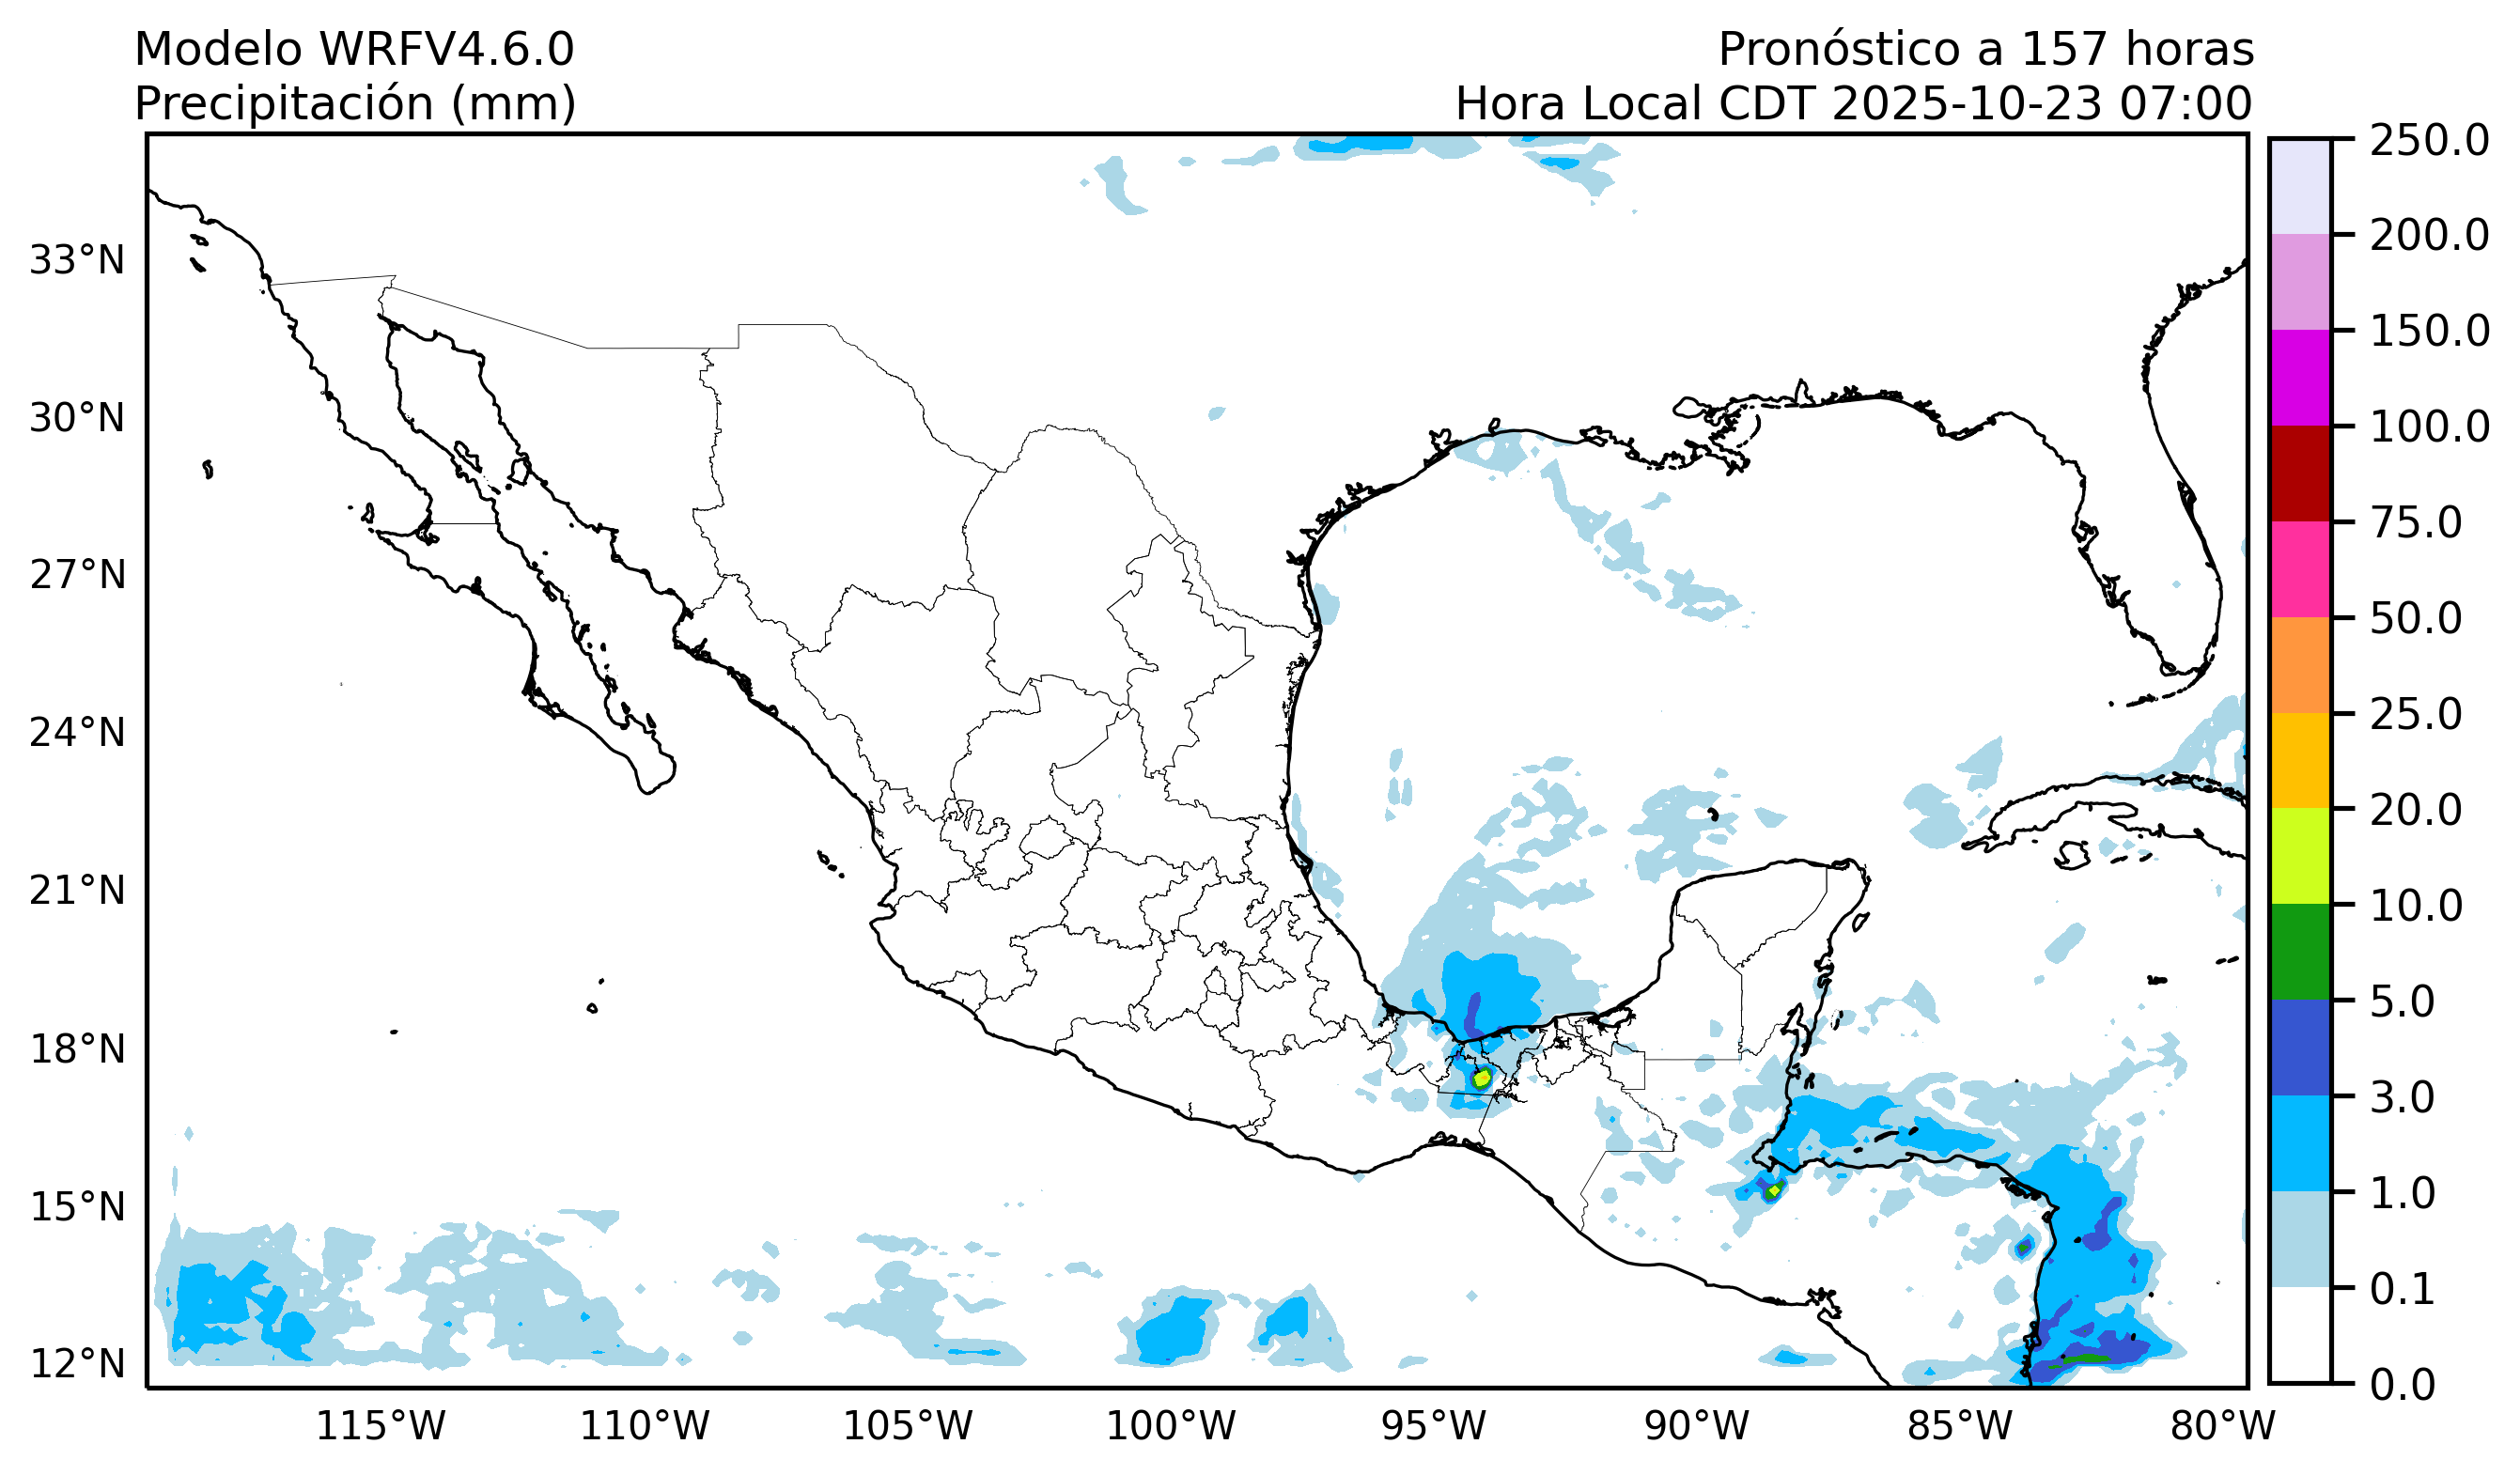 Modelo WRFV4.6.0
Precipitación (mm)
Pronóstico a 157 horas
Hora Local CDT 2025-10-23 07:00
33°N
30°N
27°N
24°N
21°N
18°N
15°N
12°N
115°W
110°W
105°W
100°W
95°W
90°W
85°W
80°W
250.0
200.0
150.0
100.0
75.0
50.0
25.0
20.0
10.0
5.0
3.0
1.0
0.1
0.0